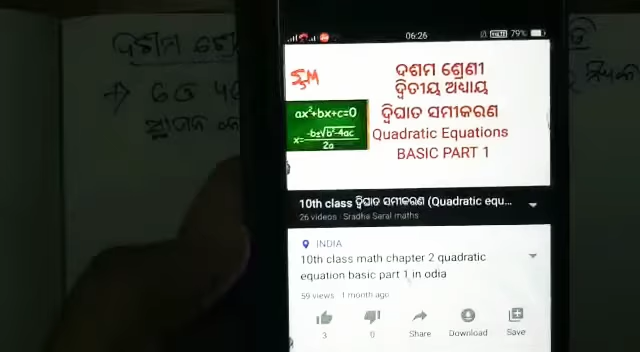 ଦଶମ ଶ୍ରେ
06:26
79%
SM
ଦଶମ ଶ୍ରେଣୀ
ଦ୍ଵିତୀୟ ଅଧ୍ୟାୟ
ଦ୍ୱିଘାତ ସମୀକରଣ
Quadratic Equations
BASIC PART 1
ax²+bx+c=0
x=-b±√b²-4ac
2a
10th class ଦ୍ୱିଘାତ ସମୀକରଣ (Quadratic equ...
26 videos · Sradha Saral maths
INDIA
10th class math chapter 2 quadratic
equation basic part 1 in odia
59 views · 1 month ago
3
0
Share
Download
Save